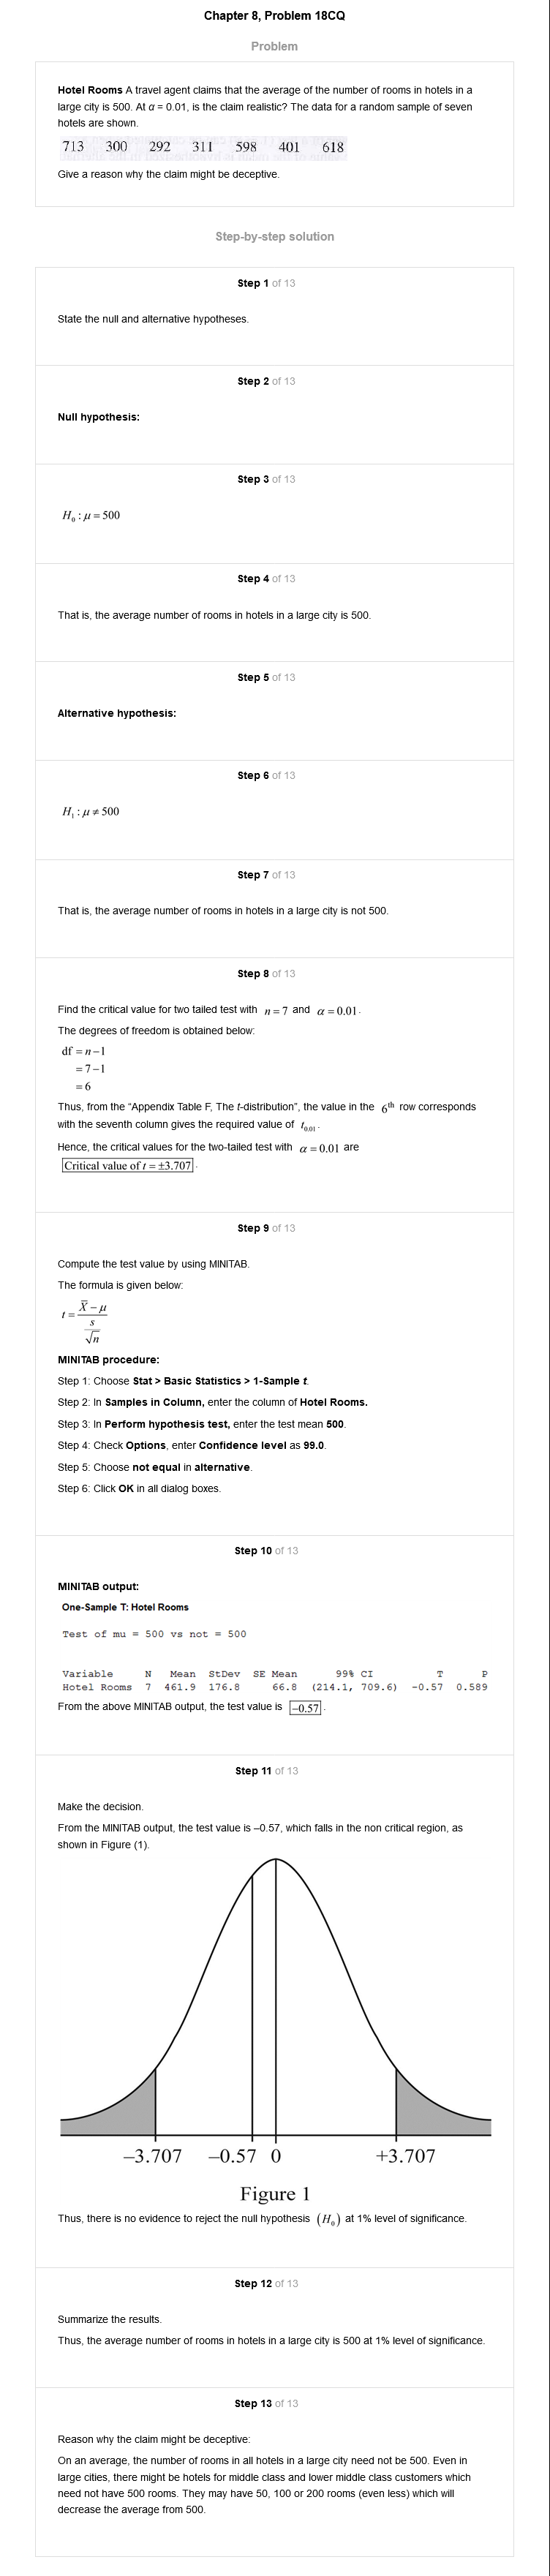 Chapter 8, Problem 18CQ
Problem
Hotel Rooms A travel agent claims that the average of the number of rooms in hotels in a
large city is 500. At α = 0.01, is the claim realistic? The data for a random sample of seven
hotels are shown.
713 300 292 311 598 401 618
Give a reason why the claim might be deceptive.
Step-by-step solution
Step 1 of 13
State the null and alternative hypotheses.
Step 2 of 13
Null hypothesis:
Step 3 of 13
H₀ : μ = 500
Step 4 of 13
That is, the average number of rooms in hotels in a large city is 500.
Step 5 of 13
Alternative hypothesis:
Step 6 of 13
H₁ : μ ≠ 500
Step 7 of 13
That is, the average number of rooms in hotels in a large city is not 500.
Step 8 of 13
Find the critical value for two tailed test with n = 7 and α = 0.01.
The degrees of freedom is obtained below:
df = n − 1
= 7 − 1
= 6
Thus, from the “Appendix Table F, The t-distribution”, the value in the 6th row corresponds
with the seventh column gives the required value of t0.01.
Hence, the critical values for the two-tailed test with α = 0.01 are
Critical value of t = ±3.707.
Step 9 of 13
Compute the test value by using MINITAB.
The formula is given below:
t = X̄ − μ
s
√n
MINITAB procedure:
Step 1: Choose Stat > Basic Statistics > 1-Sample t.
Step 2: In Samples in Column, enter the column of Hotel Rooms.
Step 3: In Perform hypothesis test, enter the test mean 500.
Step 4: Check Options, enter Confidence level as 99.0.
Step 5: Choose not equal in alternative.
Step 6: Click OK in all dialog boxes.
Step 10 of 13
MINITAB output:
One-Sample T: Hotel Rooms
Test of mu = 500 vs not = 500
Variable N Mean StDev SE Mean 99% CI T P
Hotel Rooms 7 461.9 176.8 66.8 (214.1, 709.6) -0.57 0.589
From the above MINITAB output, the test value is −0.57.
Step 11 of 13
Make the decision.
From the MINITAB output, the test value is –0.57, which falls in the non critical region, as
shown in Figure (1).
–3.707 –0.57 0 +3.707
Figure 1
Thus, there is no evidence to reject the null hypothesis (H₀) at 1% level of significance.
Step 12 of 13
Summarize the results.
Thus, the average number of rooms in hotels in a large city is 500 at 1% level of significance.
Step 13 of 13
Reason why the claim might be deceptive:
On an average, the number of rooms in all hotels in a large city need not be 500. Even in
large cities, there might be hotels for middle class and lower middle class customers which
need not have 500 rooms. They may have 50, 100 or 200 rooms (even less) which will
decrease the average from 500.